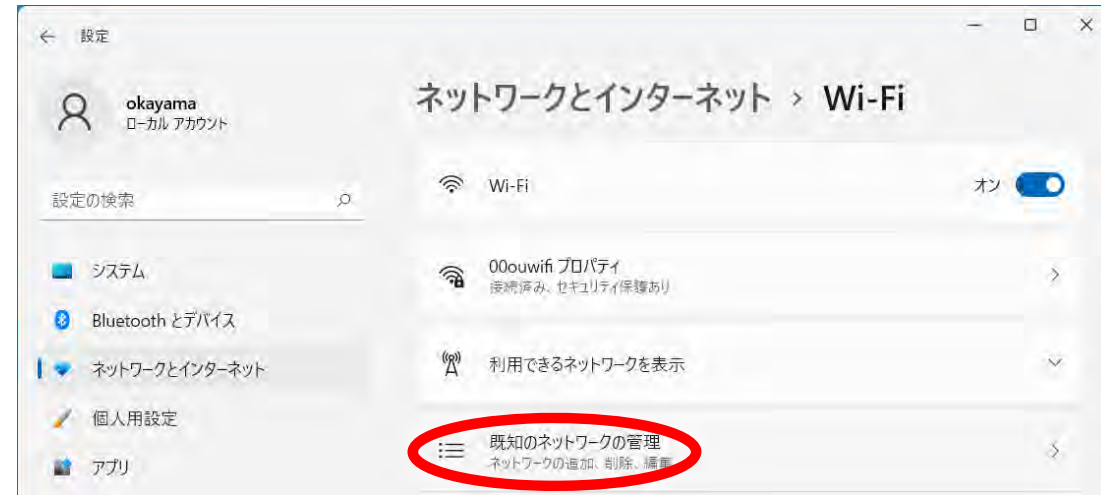 設定
okayama
ローカル アカウント
設定の検索
システム
Bluetooth とデバイス
ネットワークとインターネット
個人用設定
アプリ
ネットワークとインターネット › Wi-Fi
Wi-Fi
オン
00ouwifi プロパティ
接続済み、セキュリティ保護あり
利用できるネットワークを表示
既知のネットワークの管理
ネットワークの追加、削除、編集